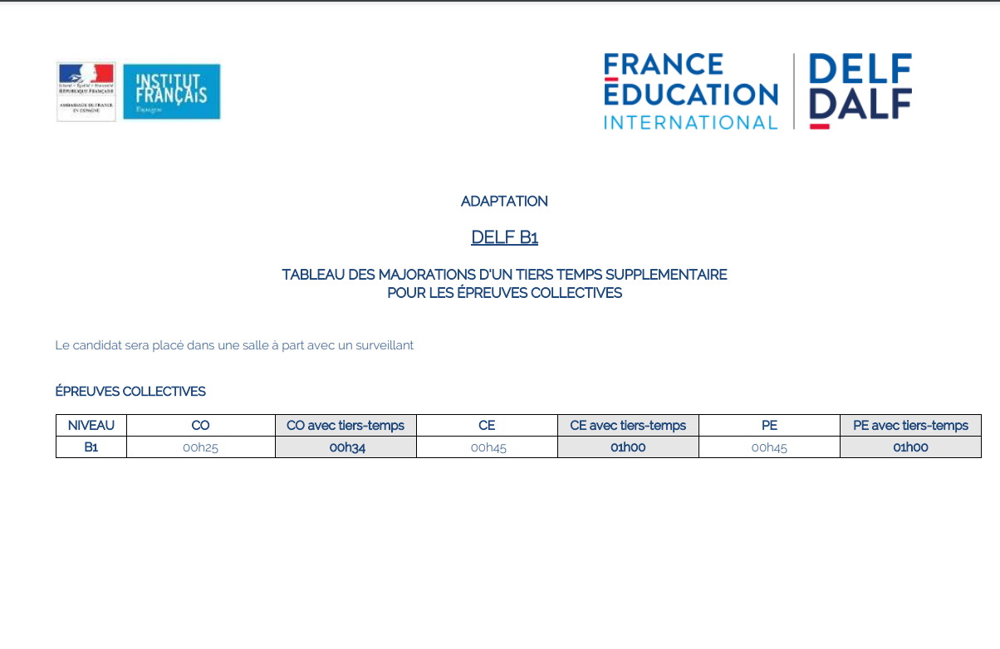 Liberté • Égalité • Fraternité
RÉPUBLIQUE FRANÇAISE
AMBASSADE DE FRANCE
EN ESPAGNE
INSTITUT
FRANÇAIS
Espagne
FRANCE
EDUCATION
INTERNATIONAL
DELF
DALF
ADAPTATION
DELF B1
TABLEAU DES MAJORATIONS D'UN TIERS TEMPS SUPPLEMENTAIRE
POUR LES ÉPREUVES COLLECTIVES
Le candidat sera placé dans une salle à part avec un surveillant
ÉPREUVES COLLECTIVES
NIVEAU CO CO avec tiers-temps CE CE avec tiers-temps PE PE avec tiers-temps
B1 00h25 00h34 00h45 01h00 00h45 01h00